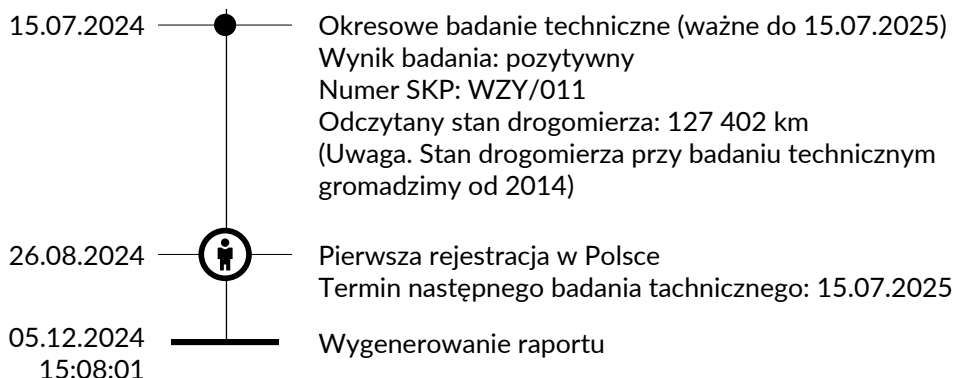 15.07.2024
Okresowe badanie techniczne (ważne do 15.07.2025)
Wynik badania: pozytywny
Numer SKP: WZY/011
Odczytany stan drogomierza: 127 402 km
(Uwaga. Stan drogomierza przy badaniu technicznym
gromadzimy od 2014)
26.08.2024
Pierwsza rejestracja w Polsce
Termin następnego badania tachnicznego: 15.07.2025
05.12.2024
15:08:01
Wygenerowanie raportu